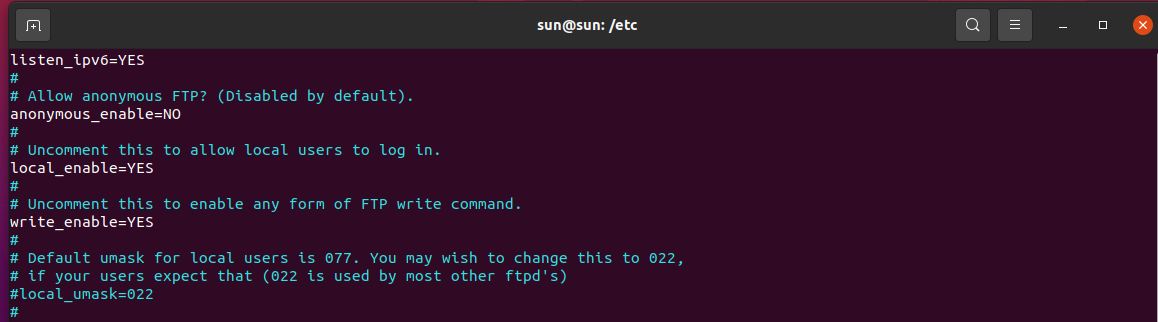 sun@sun: /etc
listen_ipv6=YES
#
# Allow anonymous FTP? (Disabled by default).
anonymous_enable=NO
#
# Uncomment this to allow local users to log in.
local_enable=YES
#
# Uncomment this to enable any form of FTP write command.
write_enable=YES
#
# Default umask for local users is 077. You may wish to change this to 022,
# if your users expect that (022 is used by most other ftpd's)
#local_umask=022
#